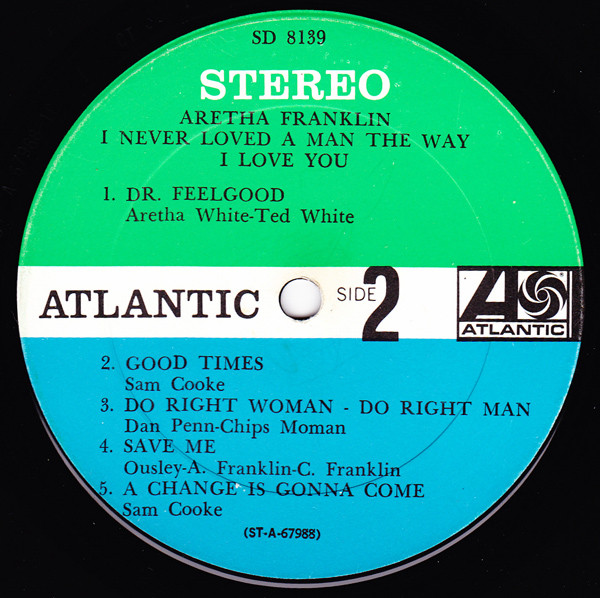 SD 8139
STEREO
ARETHA FRANKLIN
I NEVER LOVED A MAN THE WAY
I LOVE YOU
1. DR. FEELGOOD
Aretha White-Ted White
ATLANTIC SIDE 2 ATLANTIC
2. GOOD TIMES
Sam Cooke
3. DO RIGHT WOMAN - DO RIGHT MAN
Dan Penn-Chips Moman
4. SAVE ME
Ousley-A. Franklin-C. Franklin
5. A CHANGE IS GONNA COME
Sam Cooke
(ST-A-67988)